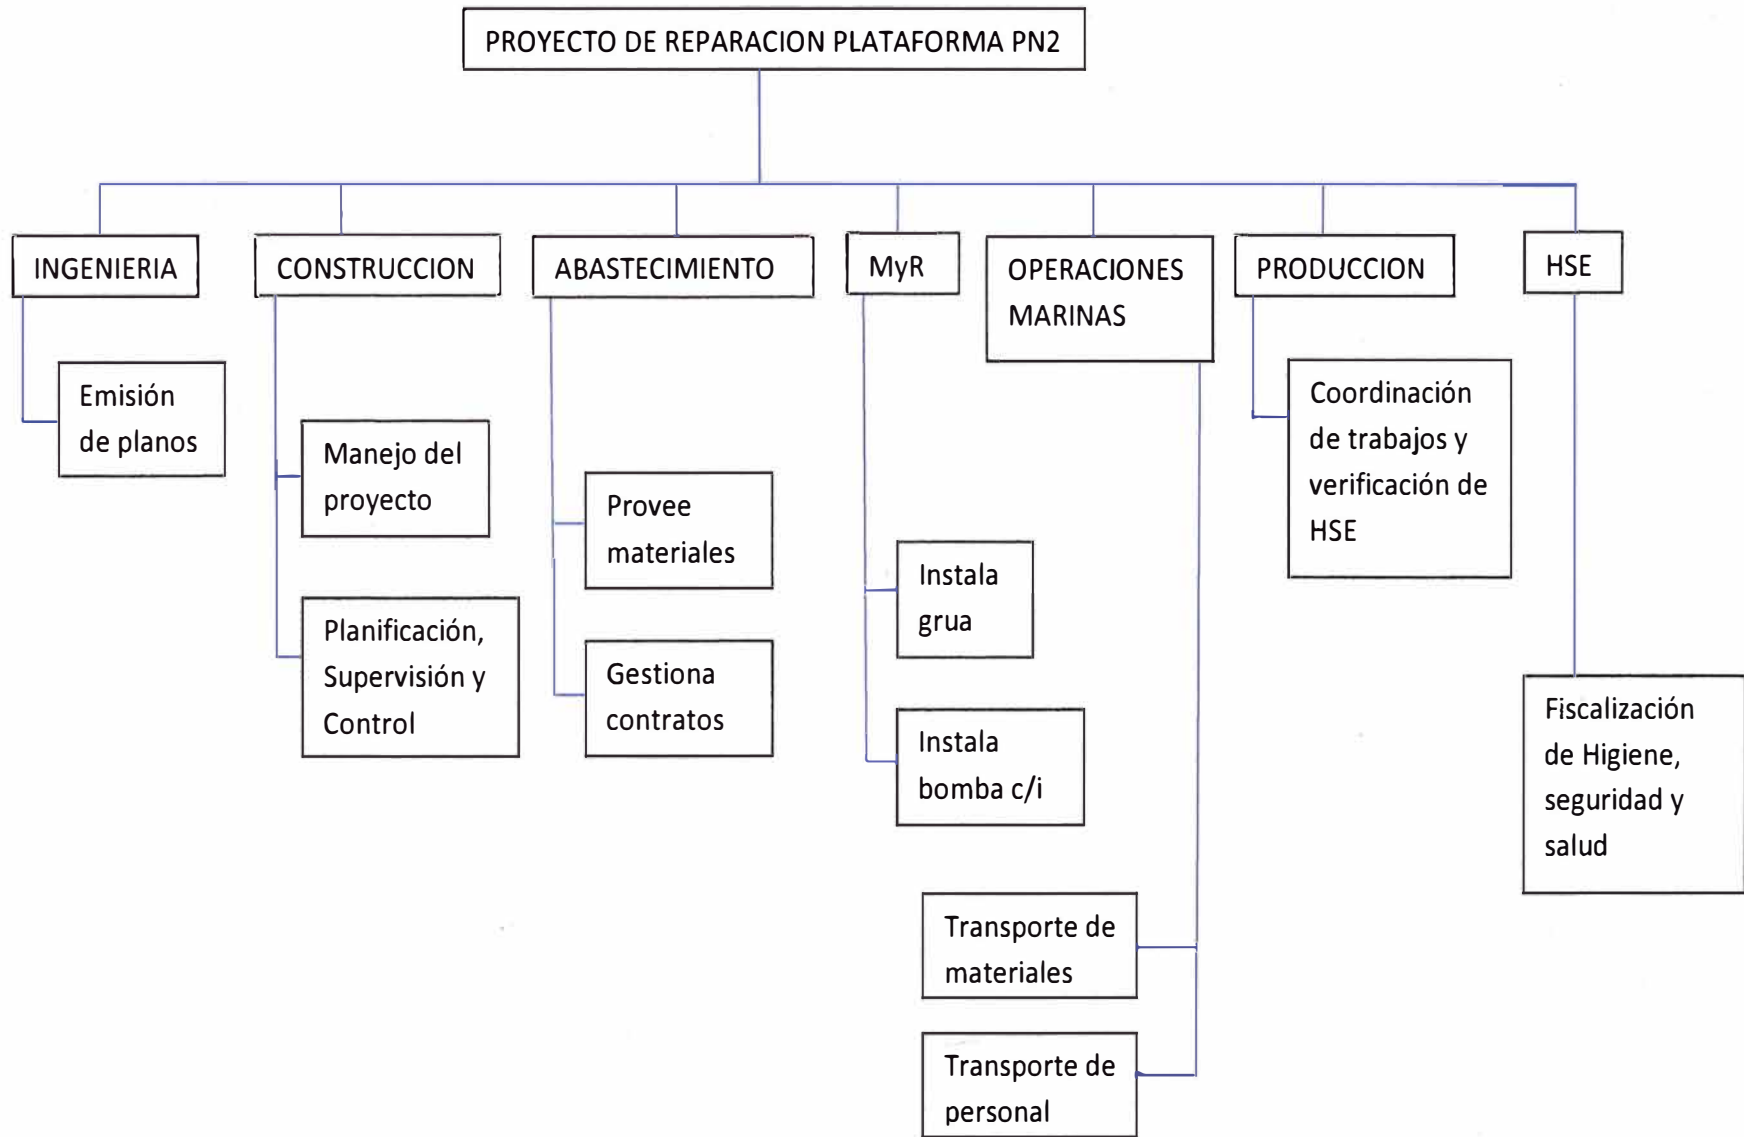 PROYECTO DE REPARACION PLATAFORMA PN2
INGENIERIA
CONSTRUCCION
ABASTECIMIENTO
MyR
OPERACIONES
MARINAS
PRODUCCION
HSE
Emisión
de planos
Manejo del
proyecto
Planificación,
Supervisión y
Control
Provee
materiales
Gestiona
contratos
Instala
grua
Instala
bomba c/i
Transporte de
materiales
Transporte de
personal
Coordinación
de trabajos y
verificación de
HSE
Fiscalización
de Higiene,
seguridad y
salud